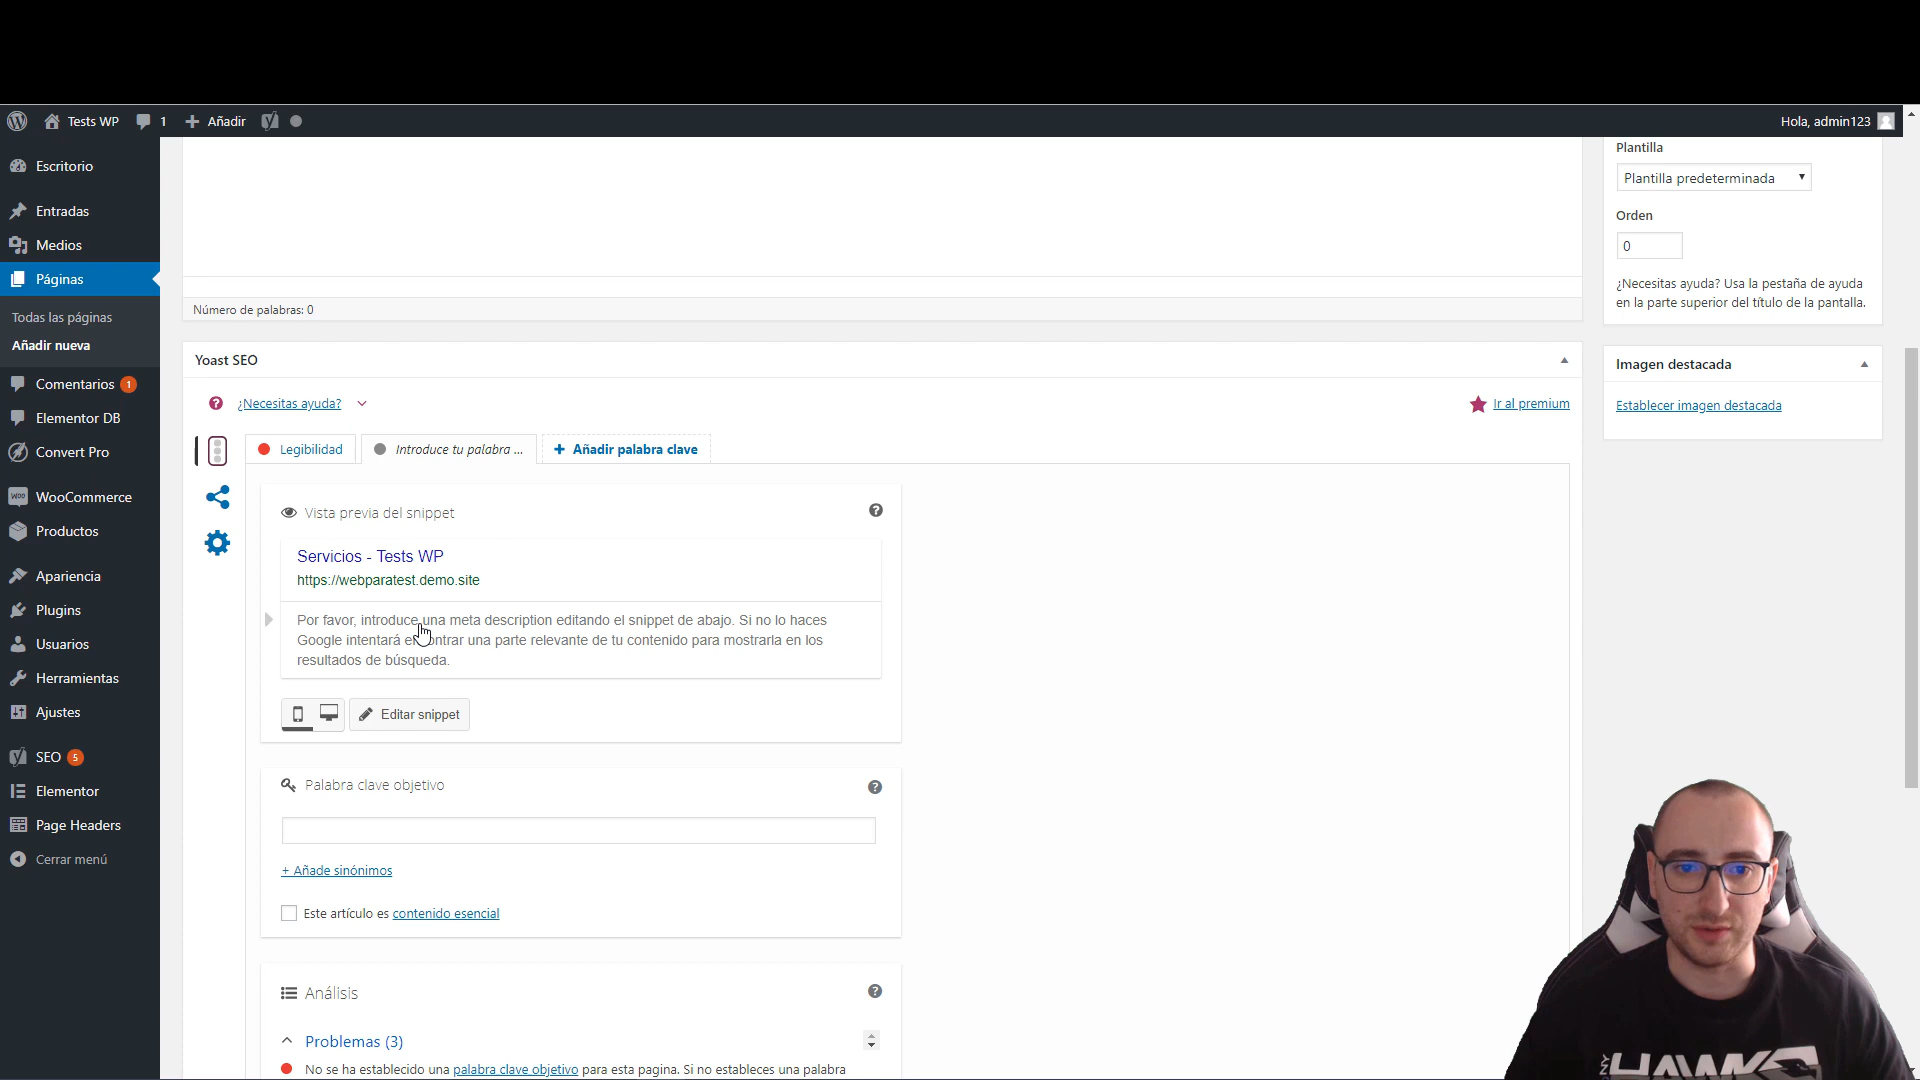 Tests WP 1 Añadir Hola, admin123
Escritorio
Entradas
Medios
Páginas
Todas las páginas
Añadir nueva
Comentarios 1
Elementor DB
Convert Pro
WooCommerce
Productos
Apariencia
Plugins
Usuarios
Herramientas
Ajustes
SEO 5
Elementor
Page Headers
Cerrar menú
Número de palabras: 0
Yoast SEO
¿Necesitas ayuda?
Ir al premium
Legibilidad
Introduce tu palabra ...
Añadir palabra clave
Vista previa del snippet
Servicios - Tests WP
https://webparatest.demo.site
Por favor, introduce una meta description editando el snippet de abajo. Si no lo haces
Google intentará encontrar una parte relevante de tu contenido para mostrarla en los
resultados de búsqueda.
Editar snippet
Palabra clave objetivo
+ Añade sinónimos
Este artículo es contenido esencial
Análisis
Problemas (3)
No se ha establecido una palabra clave objetivo para esta pagina. Si no estableces una palabra
Plantilla
Plantilla predeterminada
Orden
0
¿Necesitas ayuda? Usa la pestaña de ayuda
en la parte superior del título de la pantalla.
Imagen destacada
Establecer imagen destacada
HAWKS